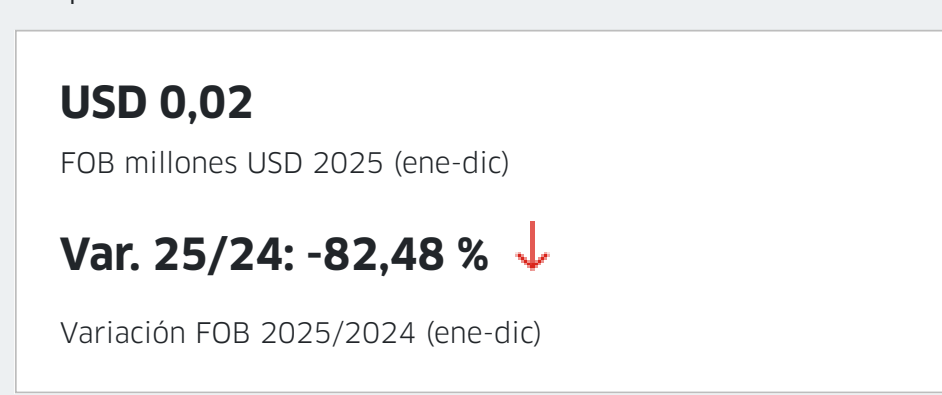 USD 0,02
FOB millones USD 2025 (ene-dic)
Var. 25/24: -82,48 %
Variación FOB 2025/2024 (ene-dic)